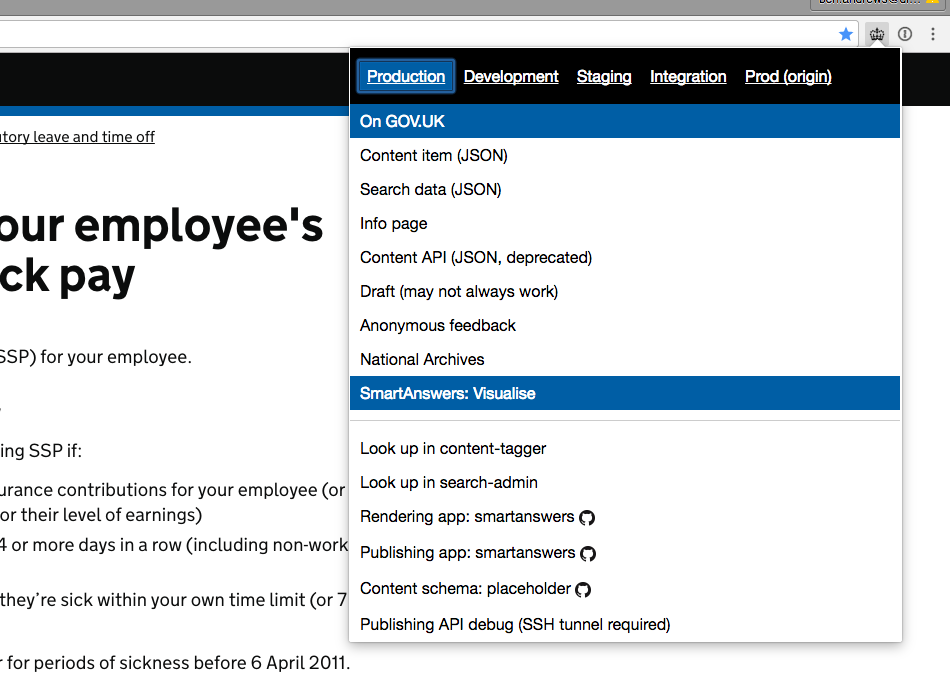 Production Development Staging Integration Prod (origin)
On GOV.UK
Content item (JSON)
Search data (JSON)
Info page
Content API (JSON, deprecated)
Draft (may not always work)
Anonymous feedback
National Archives
SmartAnswers: Visualise
Look up in content-tagger
Look up in search-admin
Rendering app: smartanswers
Publishing app: smartanswers
Content schema: placeholder
Publishing API debug (SSH tunnel required)
utory leave and time off
our employee's
ck pay
SSP) for your employee.
ing SSP if:
urance contributions for your employee (or
or their level of earnings)
4 or more days in a row (including non-work
they’re sick within your own time limit (or 7
r for periods of sickness before 6 April 2011.